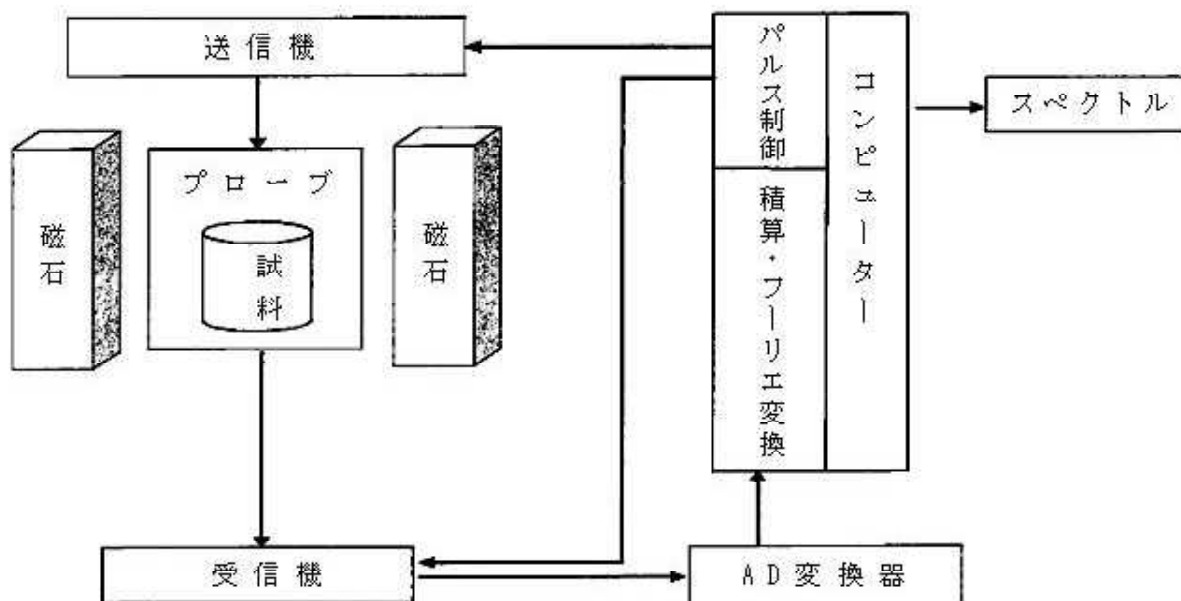 送信機
パルス制御
コンピューター
スペクトル
プローブ
磁石
試料
磁石
積算・フーリエ変換
受信機
AD変換器